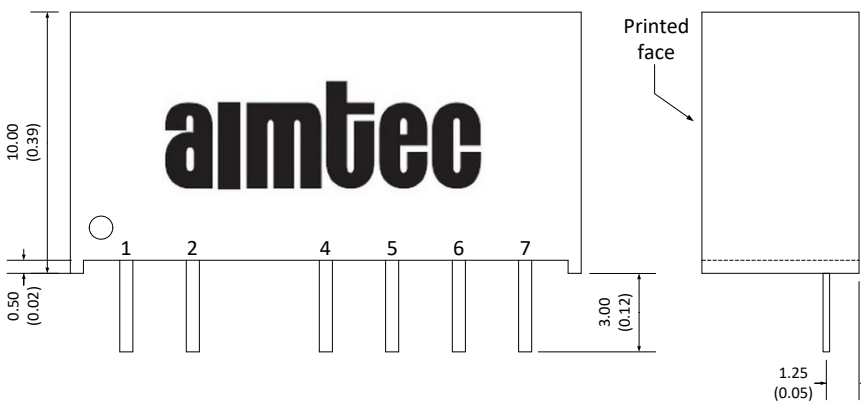 Printed
face
10.00
(0.39)
aimtec
1 2 4 5 6 7
0.50
(0.02)
3.00
(0.12)
1.25
(0.05)